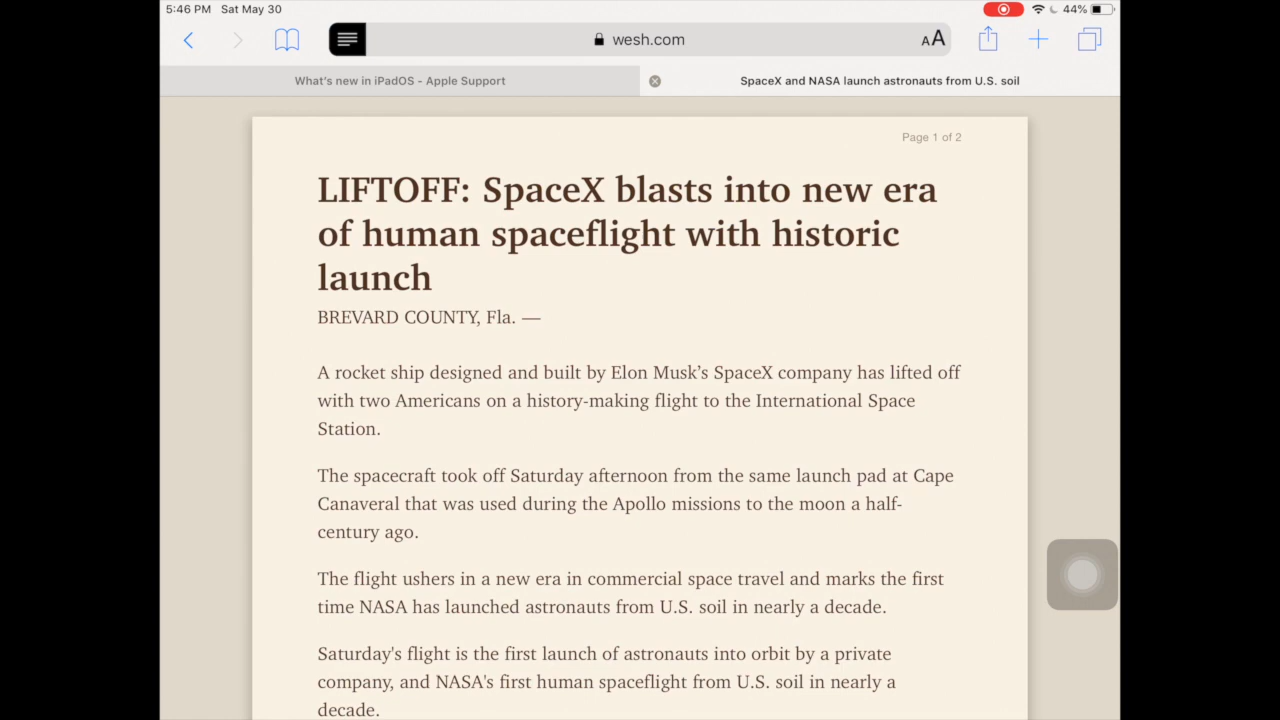 5:46 PM Sat May 30 44%
wesh.com AA
What's new in iPadOS - Apple Support
SpaceX and NASA launch astronauts from U.S. soil
Page 1 of 2
LIFTOFF: SpaceX blasts into new era
of human spaceflight with historic
launch
BREVARD COUNTY, Fla. —
A rocket ship designed and built by Elon Musk’s SpaceX company has lifted off
with two Americans on a history-making flight to the International Space
Station.
The spacecraft took off Saturday afternoon from the same launch pad at Cape
Canaveral that was used during the Apollo missions to the moon a half-
century ago.
The flight ushers in a new era in commercial space travel and marks the first
time NASA has launched astronauts from U.S. soil in nearly a decade.
Saturday's flight is the first launch of astronauts into orbit by a private
company, and NASA's first human spaceflight from U.S. soil in nearly a
decade.